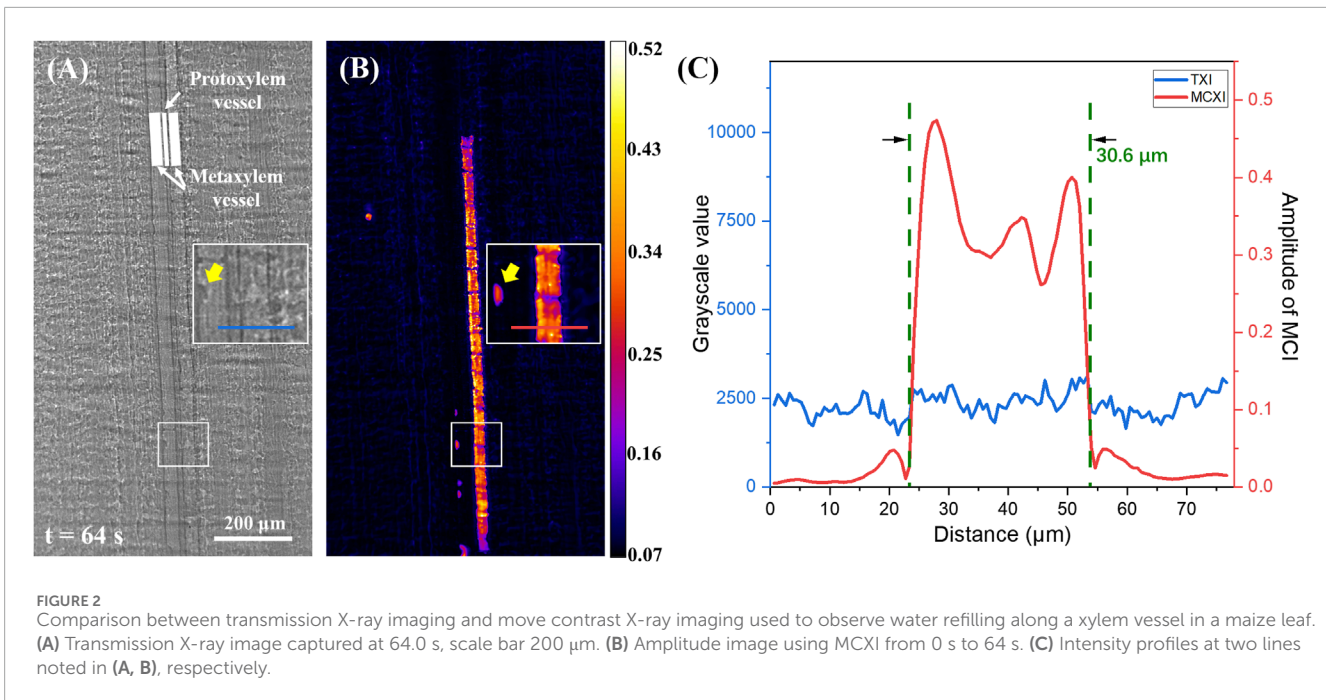 (A)
Protoxylem
vessel
Metaxylem
vessel
t = 64 s
200 μm
(B)
0.52
0.43
0.34
0.25
0.16
0.07
(C)
TXI
MCXI
30.6 μm
10000
7500
5000
2500
0
Grayscale value
0.5
0.4
0.3
0.2
0.1
0.0
Amplitude of MCI
0 10 20 30 40 50 60 70
Distance (μm)
FIGURE 2
Comparison between transmission X-ray imaging and move contrast X-ray imaging used to observe water refilling along a xylem vessel in a maize leaf.
(A) Transmission X-ray image captured at 64.0 s, scale bar 200 μm. (B) Amplitude image using MCXI from 0 s to 64 s. (C) Intensity profiles at two lines
noted in (A, B), respectively.